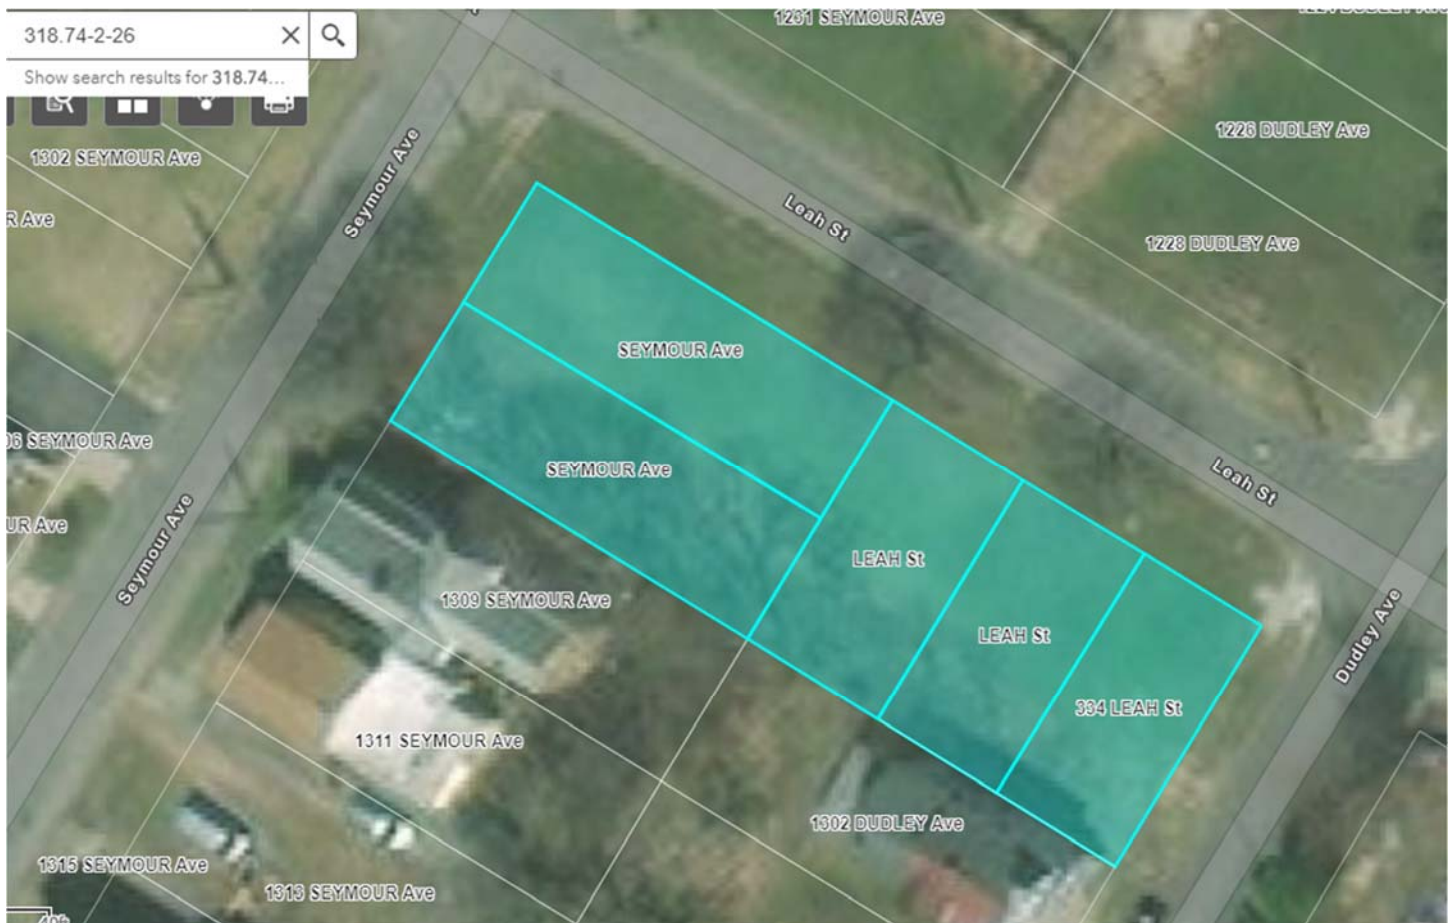 318.74-2-26
Show search results for 318.74...
1231 SEYMOUR Ave
1302 SEYMOUR Ave
Seymour Ave
1226 DUDLEY Ave
R Ave
Leah St
1228 DUDLEY Ave
SEYMOUR Ave
06 SEYMOUR Ave
SEYMOUR Ave
Leah St
UR Ave
Seymour Ave
LEAH St
1309 SEYMOUR Ave
LEAH St
Dudley Ave
334 LEAH St
1311 SEYMOUR Ave
1302 DUDLEY Ave
1315 SEYMOUR Ave
1313 SEYMOUR Ave